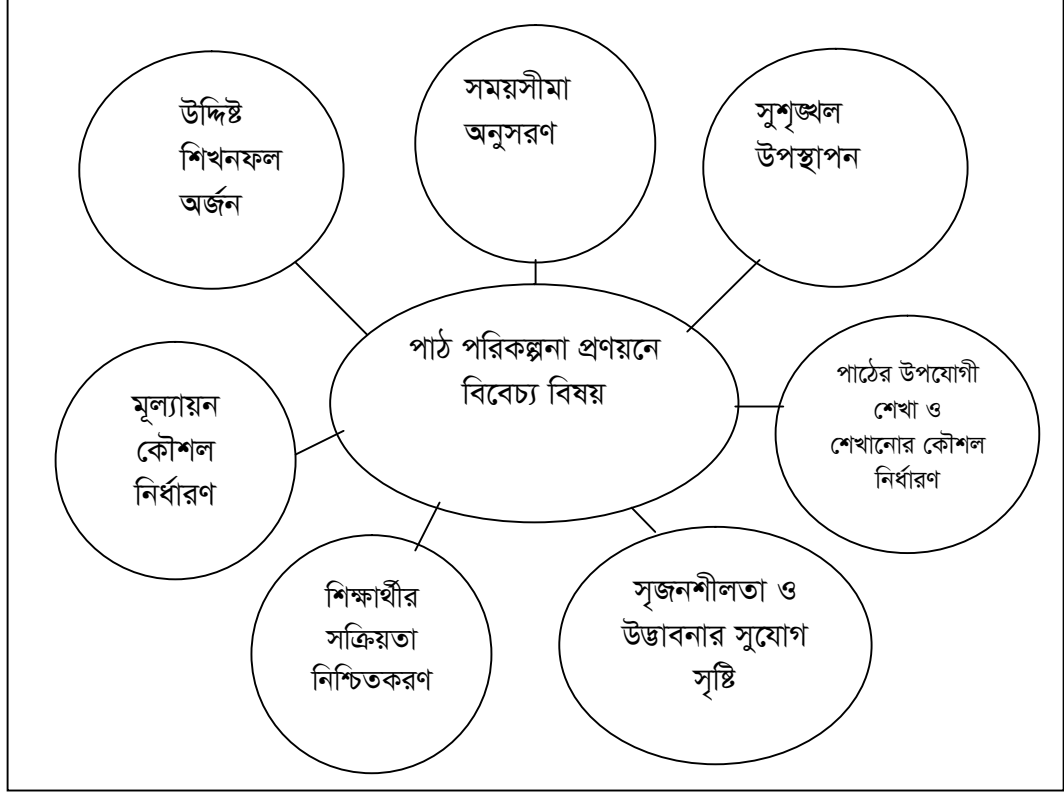 উদ্দিষ্ট
শিখনফল
অর্জন
সময়সীমা
অনুসরণ
সুশৃঙ্খল
উপস্থাপন
পাঠ পরিকল্পনা প্রণয়নে
বিবেচ্য বিষয়
পাঠের উপযোগী
শেখা ও
শেখানোর কৌশল
নির্ধারণ
মূল্যায়ন
কৌশল
নির্ধারণ
শিক্ষার্থীর
সক্রিয়তা
নিশ্চিতকরণ
সৃজনশীলতা ও
উদ্ভাবনার সুযোগ
সৃষ্টি